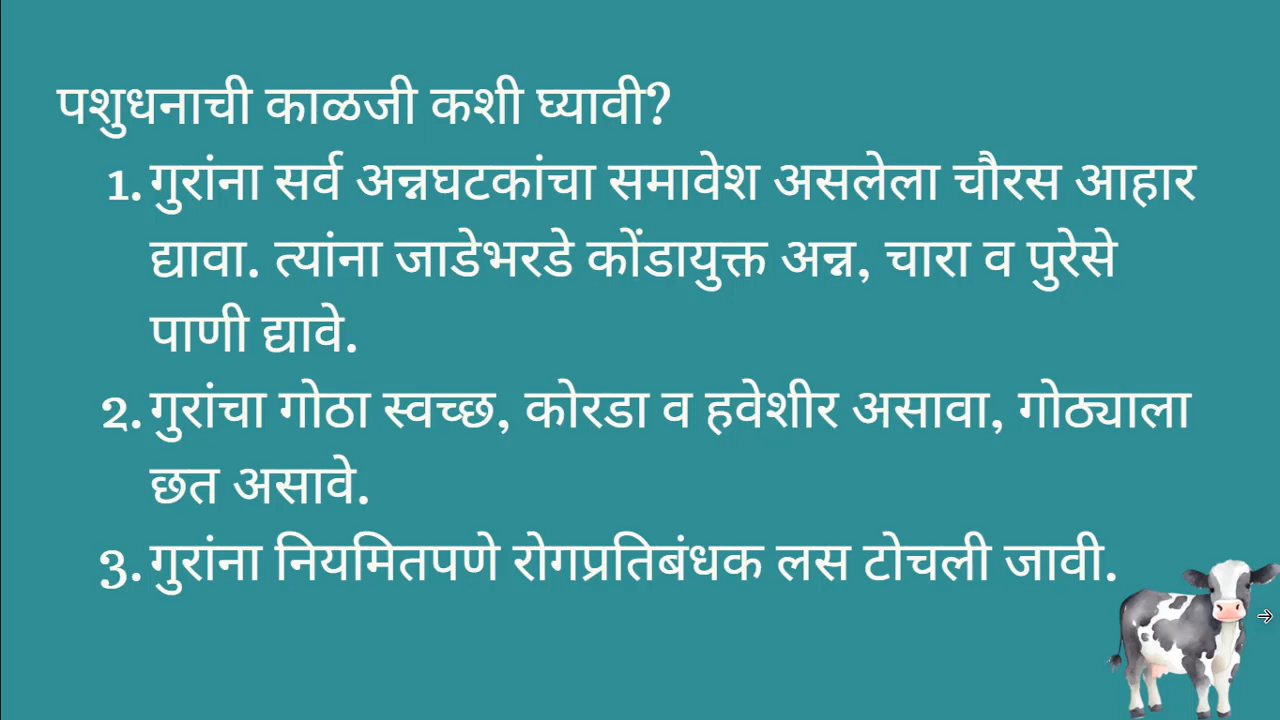 पशुधनाची काळजी कशी घ्यावी?
1. गुरांना सर्व अन्नघटकांचा समावेश असलेला चौरस आहार
द्यावा. त्यांना जाडेभरडे कोंडायुक्त अन्न, चारा व पुरेसे
पाणी द्यावे.
2. गुरांचा गोठा स्वच्छ, कोरडा व हवेशीर असावा, गोठ्याला
छत असावे.
3. गुरांना नियमितपणे रोगप्रतिबंधक लस टोचली जावी.